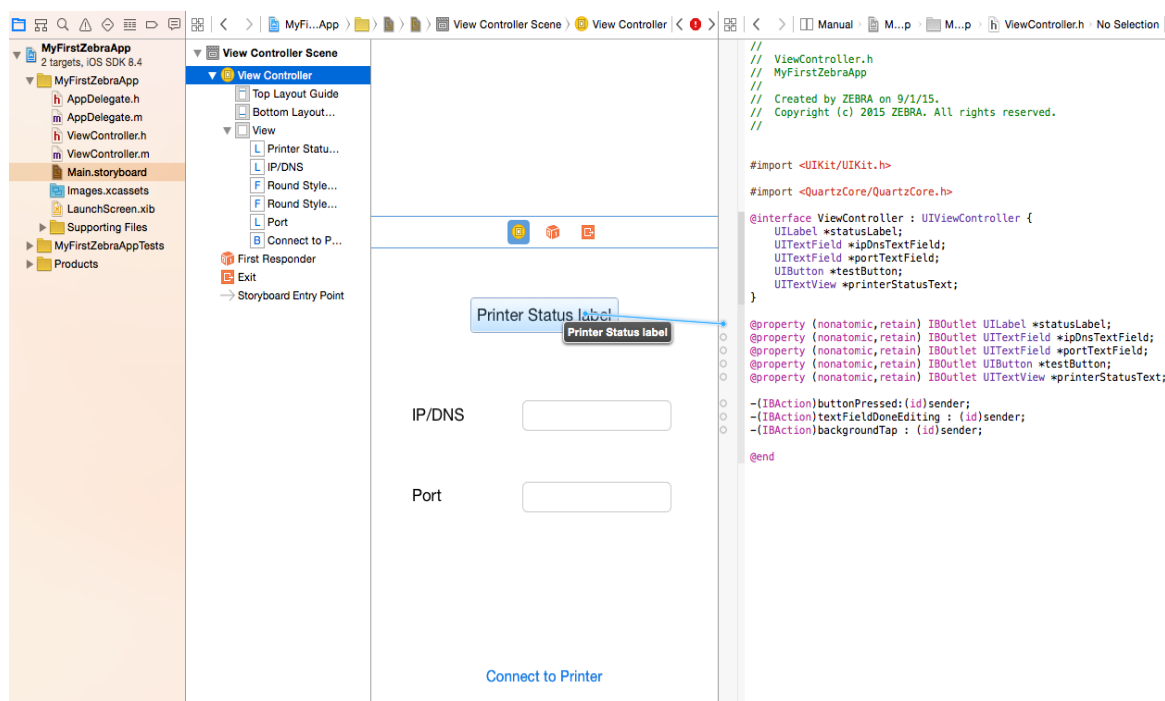 MyFi...App
View Controller Scene
View Controller
Manual
M...p
M...p
ViewController.h
No Selection
MyFirstZebraApp
2 targets, iOS SDK 8.4
MyFirstZebraApp
AppDelegate.h
AppDelegate.m
ViewController.h
ViewController.m
Main.storyboard
Images.xcassets
LaunchScreen.xib
Supporting Files
MyFirstZebraAppTests
Products
View Controller Scene
View Controller
Top Layout Guide
Bottom Layout...
View
L Printer Statu...
L IP/DNS
F Round Style...
F Round Style...
L Port
B Connect to P...
First Responder
Exit
Storyboard Entry Point
Printer Status label
Printer Status label
IP/DNS
Port
Connect to Printer
//
// ViewController.h
// MyFirstZebraApp
//
// Created by ZEBRA on 9/1/15.
// Copyright (c) 2015 ZEBRA. All rights reserved.
//
#import <UIKit/UIKit.h>
#import <QuartzCore/QuartzCore.h>
@interface ViewController : UIViewController {
UILabel *statusLabel;
UITextField *ipDnsTextField;
UITextField *portTextField;
UIButton *testButton;
UITextView *printerStatusText;
}
@property (nonatomic,retain) IBOutlet UILabel *statusLabel;
@property (nonatomic,retain) IBOutlet UITextField *ipDnsTextField;
@property (nonatomic,retain) IBOutlet UITextField *portTextField;
@property (nonatomic,retain) IBOutlet UIButton *testButton;
@property (nonatomic,retain) IBOutlet UITextView *printerStatusText;
-(IBAction)buttonPressed:(id)sender;
-(IBAction)textFieldDoneEditing : (id)sender;
-(IBAction)backgroundTap : (id)sender;
@end